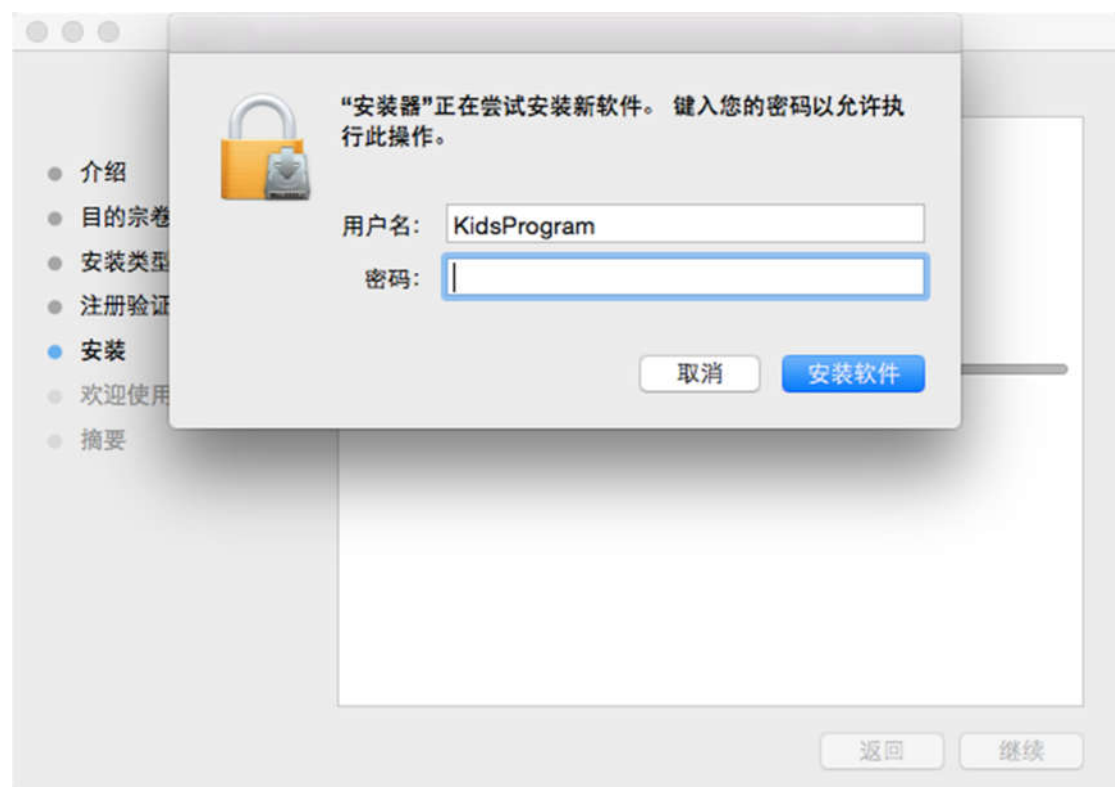 “安装器”正在尝试安装新软件。 键入您的密码以允许执
行此操作。
用户名： KidsProgram
密码：
取消 安装软件
介绍
目的宗卷
安装类型
注册验证
安装
欢迎使用
摘要
返回 继续